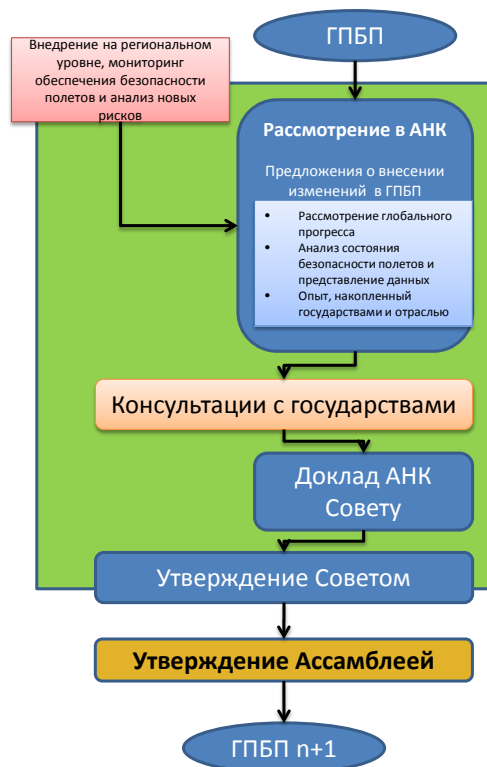 ГПБП
Внедрение на региональном
уровне, мониторинг
обеспечения безопасности
полетов и анализ новых
рисков
Рассмотрение в АНК
Предложения о внесении
изменений в ГПБП
• Рассмотрение глобального
прогресса
• Анализ состояния
безопасности полетов и
представление данных
• Опыт, накопленный
государствами и отраслью
Консультации с государствами
Доклад АНК
Совету
Утверждение Советом
Утверждение Ассамблеей
ГПБП n+1